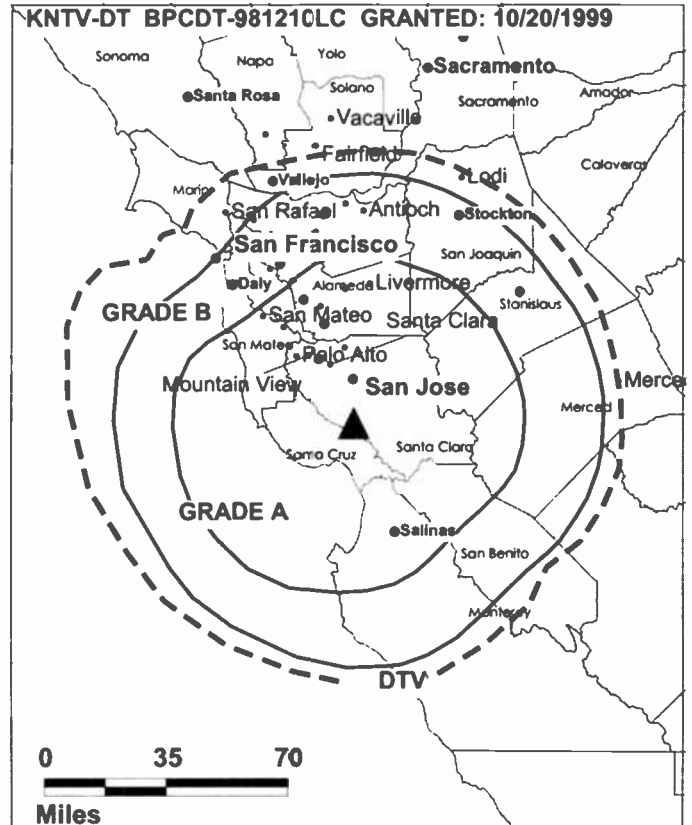 KNTV-DT BPCDT-981210LC GRANTED: 10/20/1999
Sonoma
Napa
Yolo
Sacramento
Santa Rosa
Solano
Sacramento
Amador
Vacaville
Fairfield
Calaveras
Marin
Vallejo
Lodi
San Rafael
Antioch
Stockton
San Francisco
San Joaquin
Daly
Alameda
Livermore
Stanislaus
GRADE B
San Mateo
Santa Clara
San Mateo
Palo Alto
Mountain View
San Jose
Merced
Merce
Santa Cruz
Santa Clara
GRADE A
Salinas
San Benito
Monterey
DTV
0 35 70
Miles